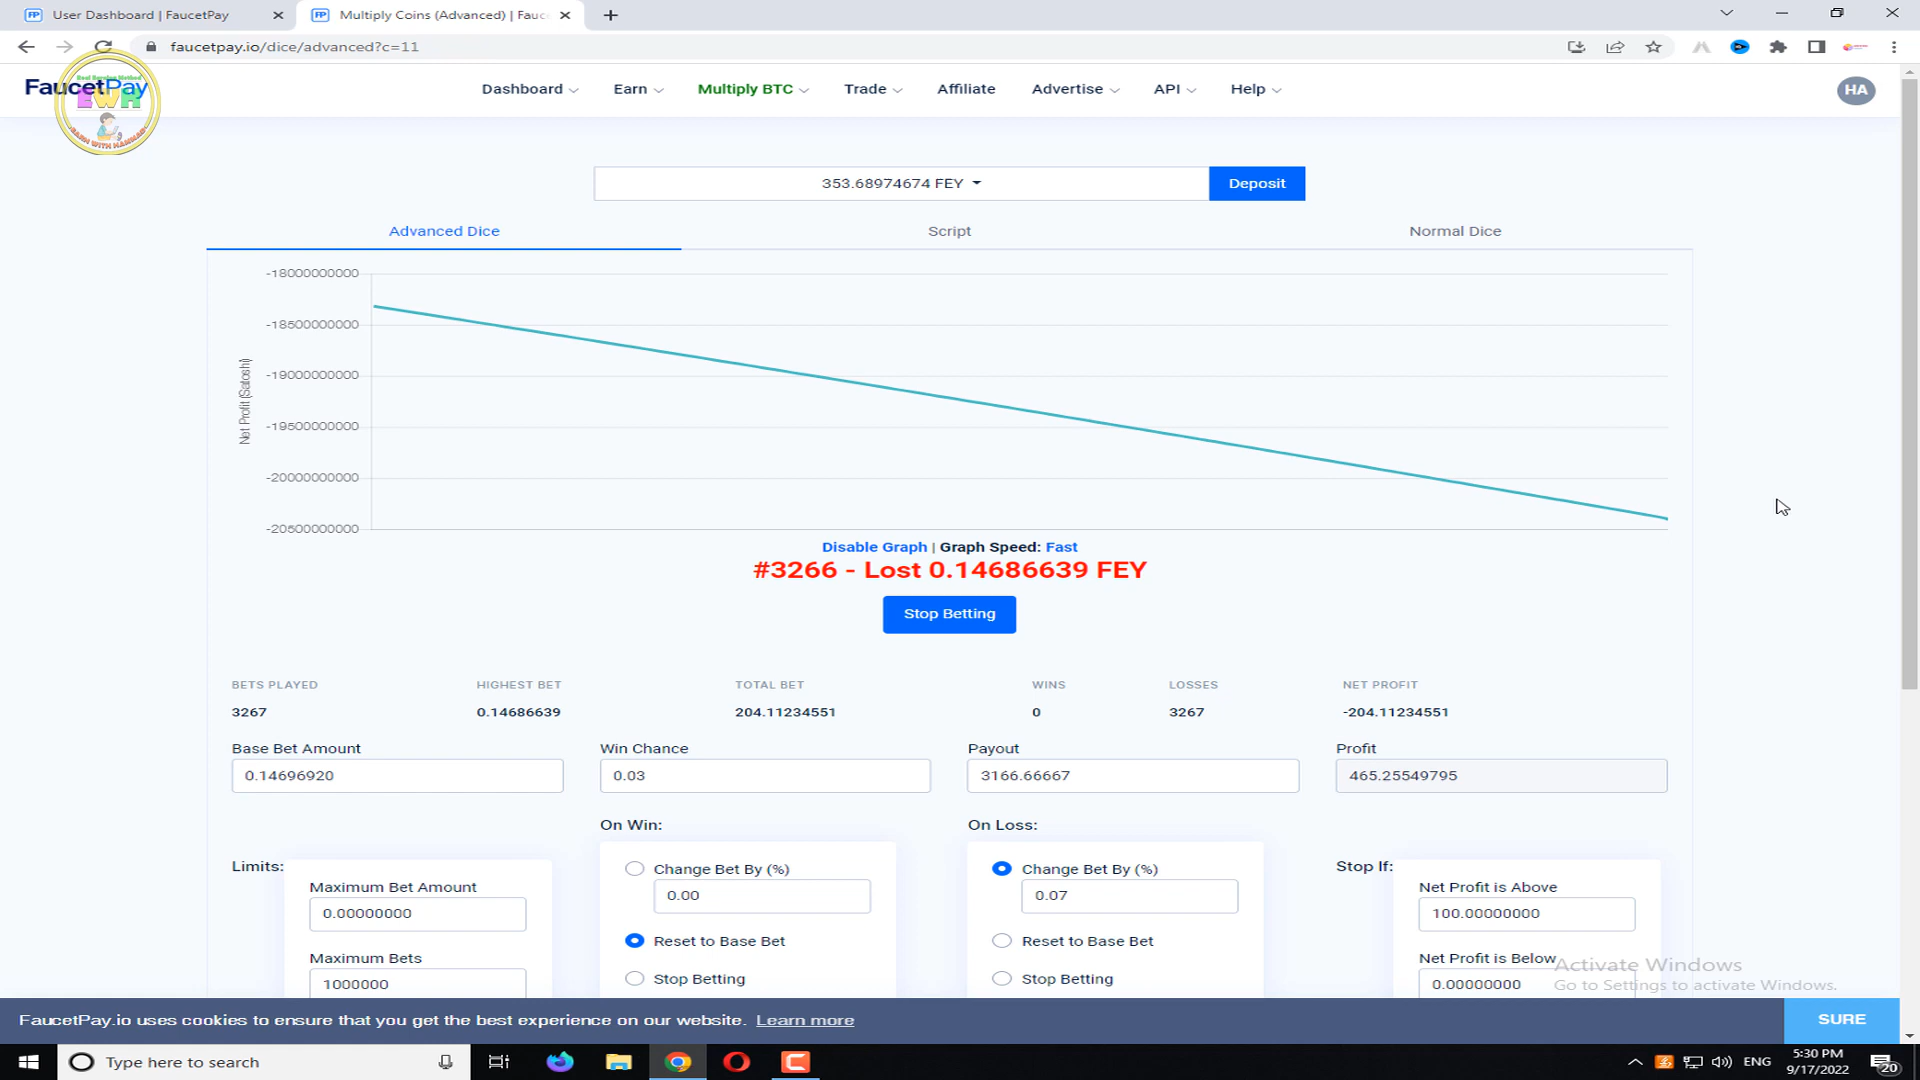 User Dashboard | FaucetPay
Multiply Coins (Advanced) | Fauc
faucetpay.io/dice/advanced?c=11
FaucetPay
Real Earning Method
EWH
EARN WITH HAMMAD
Dashboard
Earn
Multiply BTC
Trade
Affiliate
Advertise
API
Help
HA
353.68974674 FEY
Deposit
Advanced Dice
Script
Normal Dice
Net Profit (Satoshi)
-18000000000
-18500000000
-19000000000
-19500000000
-20000000000
-20500000000
Disable Graph | Graph Speed: Fast
#3266 - Lost 0.14686639 FEY
Stop Betting
BETS PLAYED
HIGHEST BET
TOTAL BET
WINS
LOSSES
NET PROFIT
3267
0.14686639
204.11234551
0
3267
-204.11234551
Base Bet Amount
Win Chance
Payout
Profit
0.14696920
0.03
3166.66667
465.25549795
On Win:
On Loss:
Limits:
Maximum Bet Amount
0.00000000
Maximum Bets
1000000
Change Bet By (%)
0.00
Reset to Base Bet
Stop Betting
Change Bet By (%)
0.07
Reset to Base Bet
Stop Betting
Stop If:
Net Profit is Above
100.00000000
Net Profit is Below
0.00000000
Activate Windows
Go to Settings to activate Windows.
FaucetPay.io uses cookies to ensure that you get the best experience on our website. Learn more
SURE
Type here to search
ENG
5:30 PM
9/17/2022
20